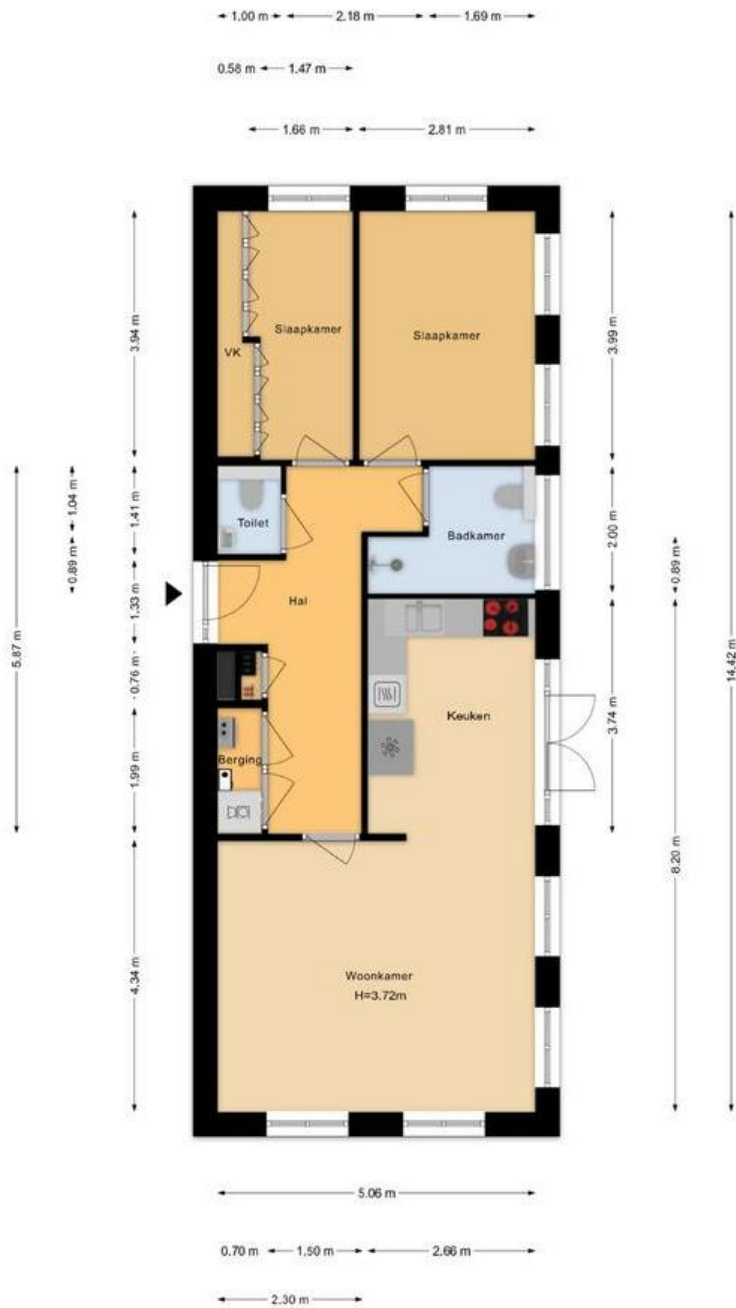 1.00 m 2.18 m 1.69 m
0.58 m 1.47 m
1.66 m 2.81 m
3.94 m
3.99 m
Slaapkamer
Slaapkamer
VK
1.04 m
1.41 m
Toilet
Badkamer
2.00 m
0.89 m
0.89 m
1.33 m
Hal
5.87 m
0.76 m
14.42 m
Keuken
3.74 m
1.99 m
Berging
8.20 m
4.34 m
Woonkamer
H=3.72m
5.06 m
0.70 m 1.50 m 2.66 m
2.30 m